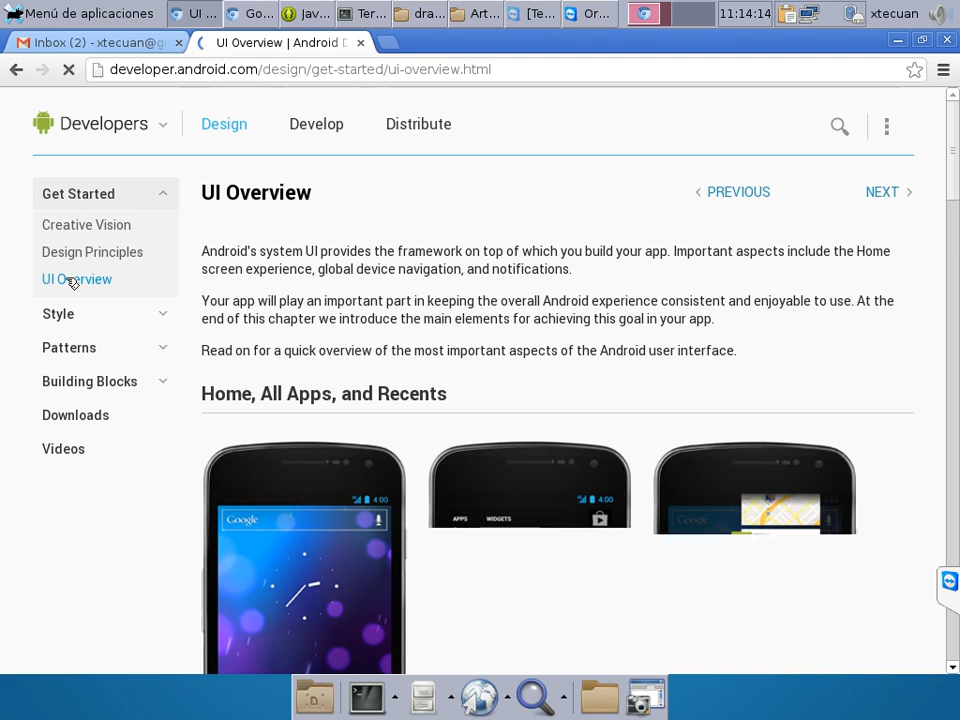 Menú de aplicaciones
UI ...
Go...
Jav...
Ter...
dra...
Art...
[Te...
Or...
11:14:14
xtecuan
Inbox (2) - xtecuan@g
UI Overview | Android D
developer.android.com/design/get-started/ui-overview.html
Developers
Design
Develop
Distribute
Get Started
Creative Vision
Design Principles
UI Overview
Style
Patterns
Building Blocks
Downloads
Videos
UI Overview
PREVIOUS
NEXT
Android's system UI provides the framework on top of which you build your app. Important aspects include the Home
screen experience, global device navigation, and notifications.
Your app will play an important part in keeping the overall Android experience consistent and enjoyable to use. At the
end of this chapter we introduce the main elements for achieving this goal in your app.
Read on for a quick overview of the most important aspects of the Android user interface.
Home, All Apps, and Recents
4:00
Google
4:00
APPS WIDGETS
4:00
Google